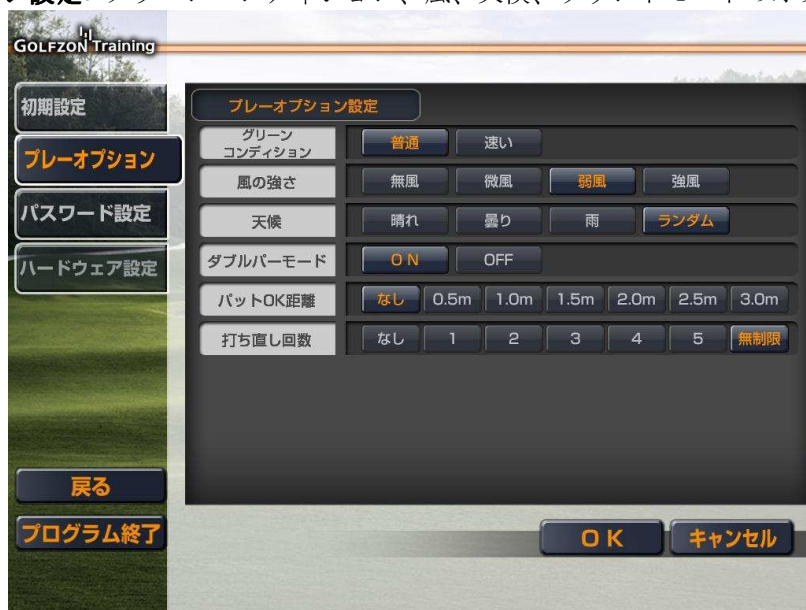 設定
GOLFZON Training
初期設定
プレーオプション
パスワード設定
ハードウェア設定
戻る
プログラム終了
プレーオプション設定
グリーン
コンディション 普通 速い
風の強さ 無風 微風 弱風 強風
天候 晴れ 曇り 雨 ランダム
ダブルパーモード ON OFF
パットOK距離 なし 0.5m 1.0m 1.5m 2.0m 2.5m 3.0m
打ち直し回数 なし 1 2 3 4 5 無制限
OK キャンセル